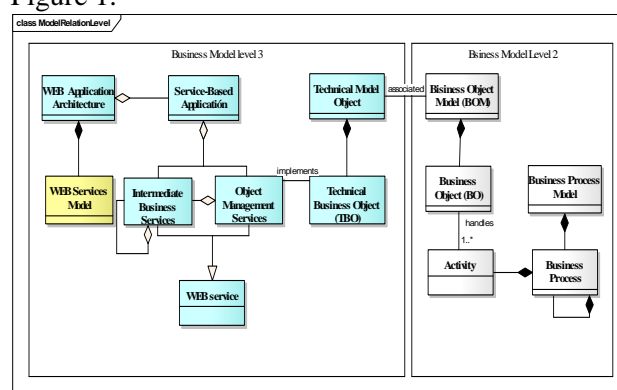 Figure 1.
class ModelRelationLevel
Business Model level 3
Bsiness Model Level 2
WEB Application
Architecture
Service-Based
Applicatión
Technical Model
Object
associated
Bisiness Object
Model (BOM)
WEB Services
Model
Intermediate
Business
Services
Object
Management
Services
implements
Technical
Business Object
(TBO)
Business
Object (BO)
Business Process
Model
handles
1..*
Activity
Business
Process
WEB service